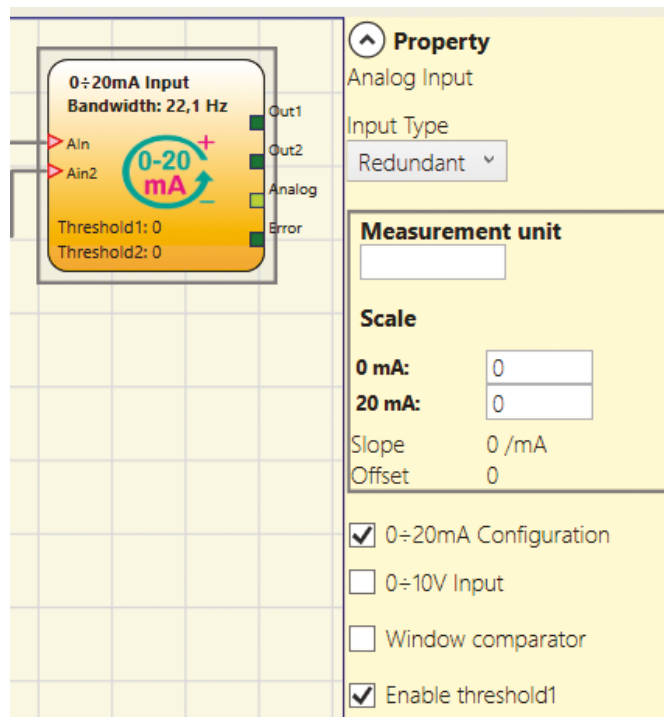 0÷20mA Input
Bandwidth: 22,1 Hz
AIn
Ain2
0-20
mA
+
−
Out1
Out2
Analog
Error
Threshold1: 0
Threshold2: 0
Property
Analog Input
Input Type
Redundant
Measurement unit
Scale
0 mA: 0
20 mA: 0
Slope 0 /mA
Offset 0
0÷20mA Configuration
0÷10V Input
Window comparator
Enable threshold1